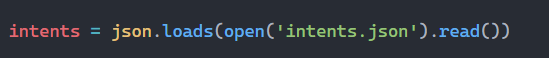 intents = json.loads(open('intents.json').read())